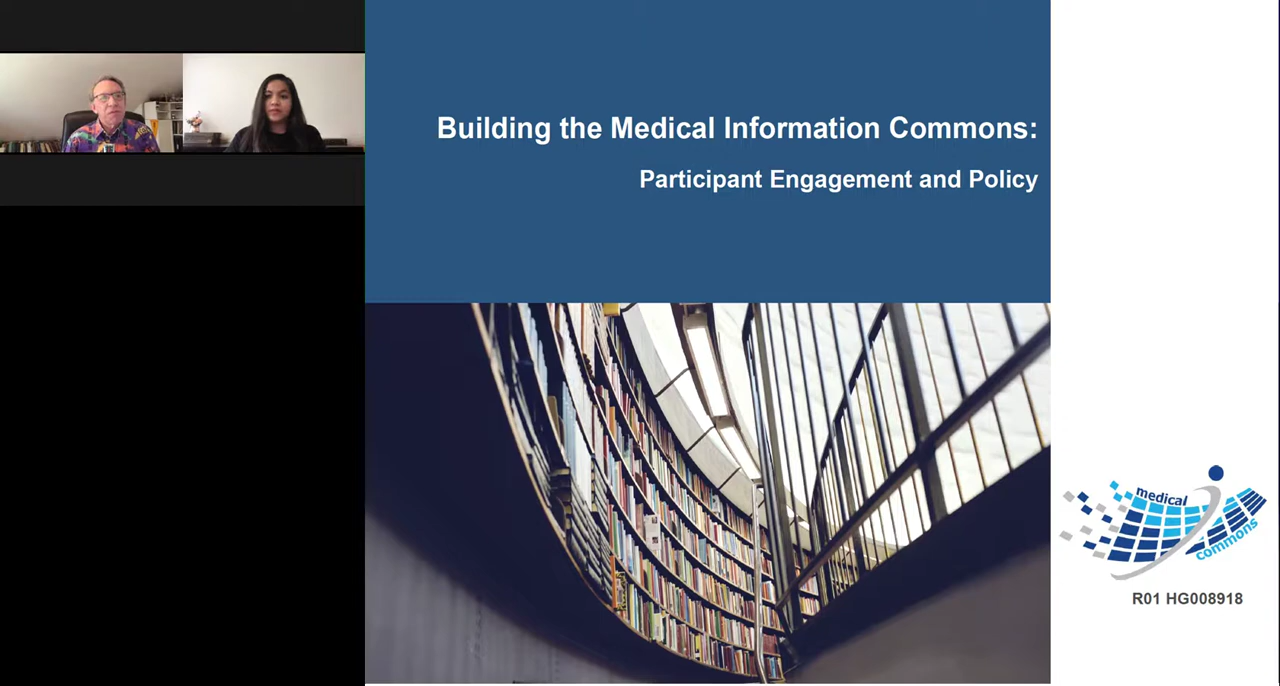 Building the Medical Information Commons:
Participant Engagement and Policy
medical
commons
R01 HG008918